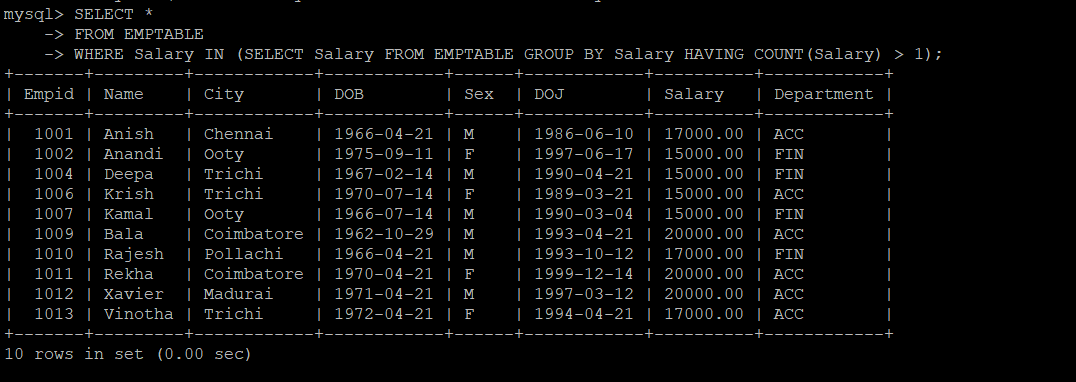 mysql> SELECT *
    -> FROM EMPTABLE
    -> WHERE Salary IN (SELECT Salary FROM EMPTABLE GROUP BY Salary HAVING COUNT(Salary) > 1);
+-------+---------+------------+------------+------+------------+----------+------------+
| Empid | Name    | City       | DOB        | Sex  | DOJ        | Salary   | Department |
+-------+---------+------------+------------+------+------------+----------+------------+
|  1001 | Anish   | Chennai    | 1966-04-21 | M    | 1986-06-10 | 17000.00 | ACC        |
|  1002 | Anandi  | Ooty       | 1975-09-11 | F    | 1997-06-17 | 15000.00 | FIN        |
|  1004 | Deepa   | Trichi     | 1967-02-14 | M    | 1990-04-21 | 15000.00 | FIN        |
|  1006 | Krish   | Trichi     | 1970-07-14 | F    | 1989-03-21 | 15000.00 | ACC        |
|  1007 | Kamal   | Ooty       | 1966-07-14 | M    | 1990-03-04 | 15000.00 | FIN        |
|  1009 | Bala    | Coimbatore | 1962-10-29 | M    | 1993-04-21 | 20000.00 | ACC        |
|  1010 | Rajesh  | Pollachi   | 1966-04-21 | M    | 1993-10-12 | 17000.00 | FIN        |
|  1011 | Rekha   | Coimbatore | 1970-04-21 | F    | 1999-12-14 | 20000.00 | ACC        |
|  1012 | Xavier  | Madurai    | 1971-04-21 | M    | 1997-03-12 | 20000.00 | ACC        |
|  1013 | Vinotha | Trichi     | 1972-04-21 | F    | 1994-04-21 | 17000.00 | ACC        |
+-------+---------+------------+------------+------+------------+----------+------------+
10 rows in set (0.00 sec)